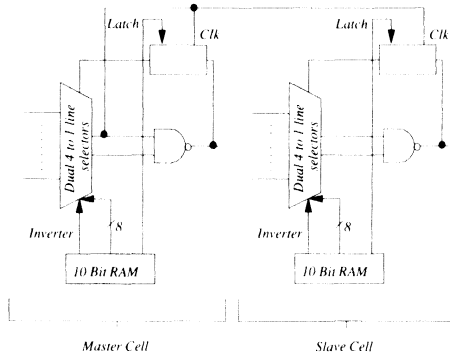 Latch
Clk
Latch
Clk
Dual 4 to 1 line
selectors
Dual 4 to 1 line
selectors
8
8
Inverter
Inverter
10 Bit RAM
10 Bit RAM
Master Cell
Slave Cell